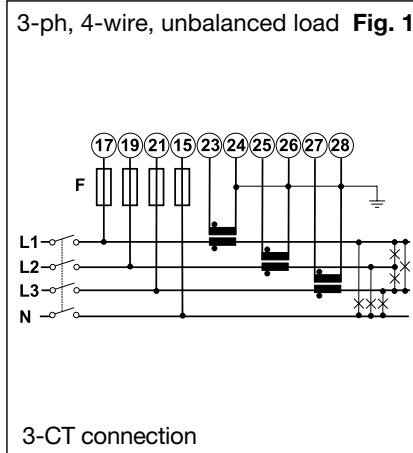 3-ph, 4-wire, unbalanced load Fig. 1
17 19 21 15 23 24 25 26 27 28
F
L1
L2
L3
N
3-CT connection